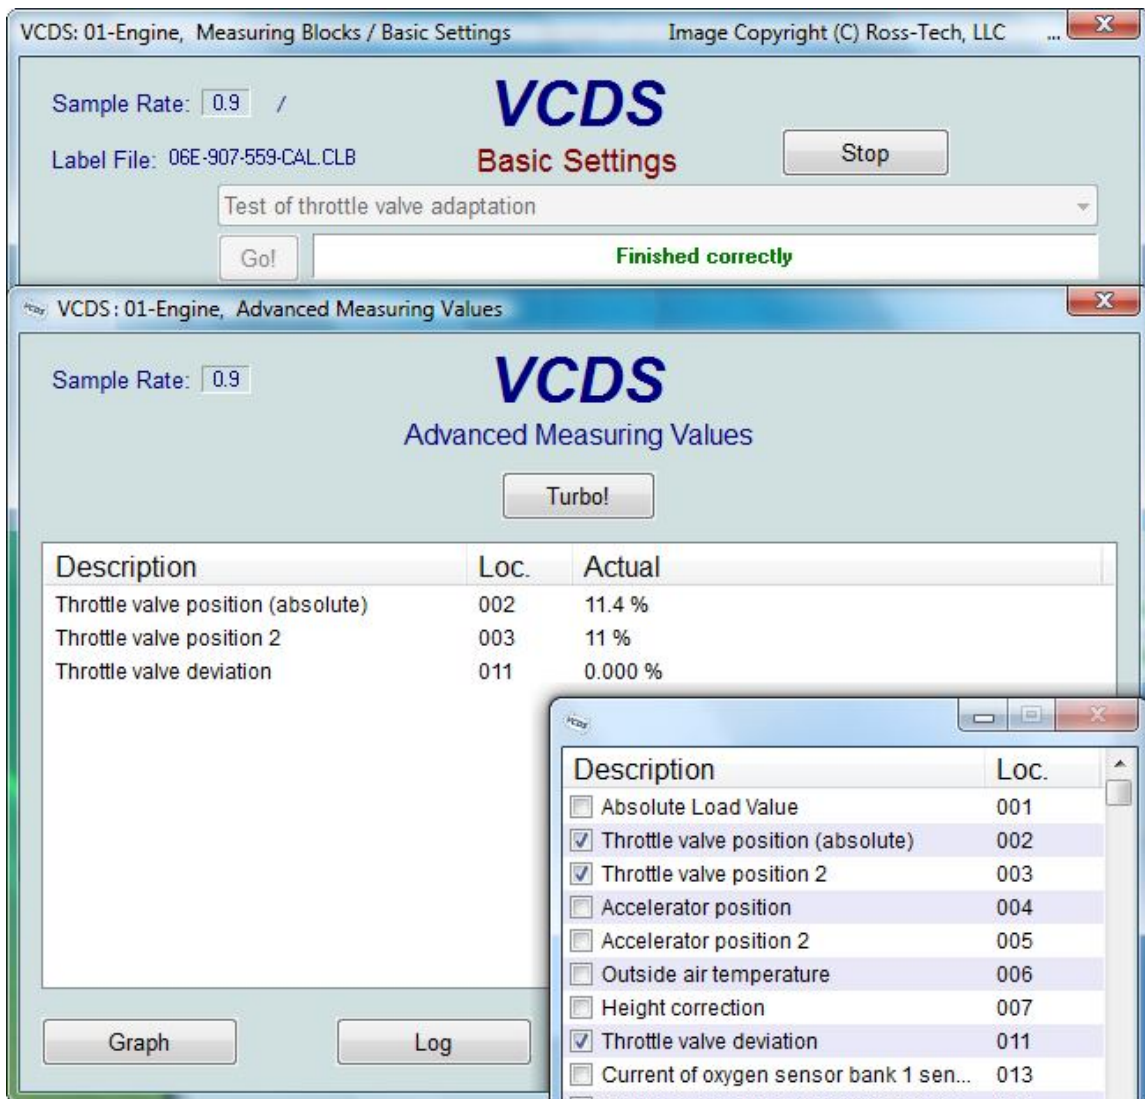 VCDS: 01-Engine, Measuring Blocks / Basic Settings Image Copyright (C) Ross-Tech, LLC ... X
Sample Rate: 0.9 /
VCDS
Label File: 06E-907-559-CAL.CLB
Basic Settings
Stop
Test of throttle valve adaptation
Go! Finished correctly
VCDS: 01-Engine, Advanced Measuring Values
Sample Rate: 0.9
VCDS
Advanced Measuring Values
Turbo!
Description Loc. Actual
Throttle valve position (absolute) 002 11.4 %
Throttle valve position 2 003 11 %
Throttle valve deviation 011 0.000 %
Graph
Log
VCDS
Description Loc.
Absolute Load Value 001
Throttle valve position (absolute) 002
Throttle valve position 2 003
Accelerator position 004
Accelerator position 2 005
Outside air temperature 006
Height correction 007
Throttle valve deviation 011
Current of oxygen sensor bank 1 sen... 013